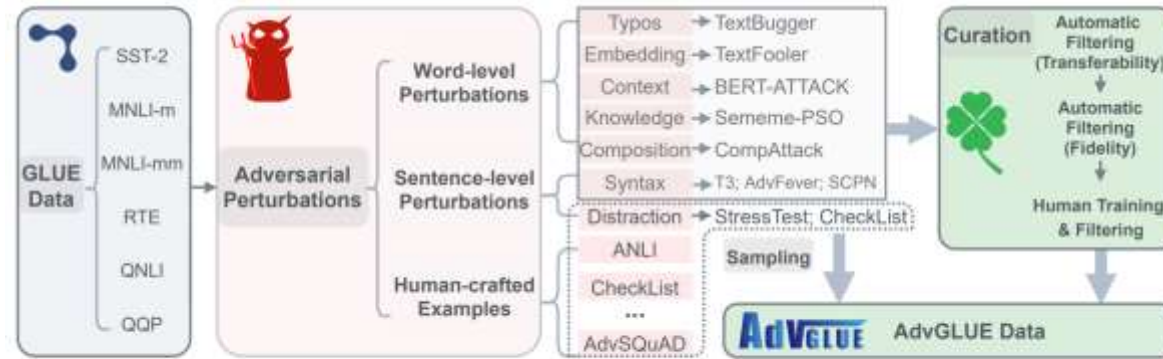 GLUE
Data
SST-2
MNLI-m
MNLI-mm
RTE
QNLI
QQP
Adversarial
Perturbations
Word-level
Perturbations
Sentence-level
Perturbations
Human-crafted
Examples
Typos TextBugger
Embedding TextFooler
Context BERT-ATTACK
Knowledge Sememe-PSO
Composition CompAttack
Syntax T3; AdvFever; SCPN
Distraction StressTest; CheckList
ANLI
CheckList
...
AdvSQuAD
Sampling
Curation
Automatic
Filtering
(Transferability)
Automatic
Filtering
(Fidelity)
Human Training
& Filtering
AdvGLUE AdvGLUE Data